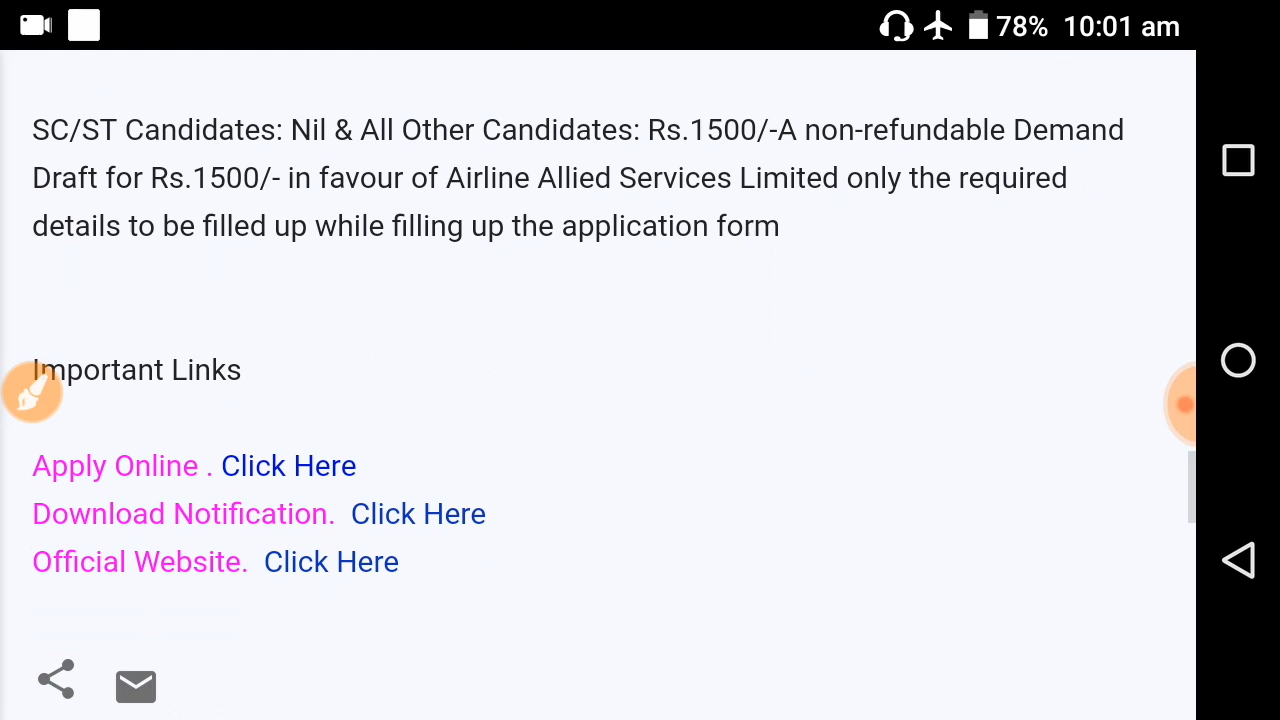 78% 10:01 am
SC/ST Candidates: Nil & All Other Candidates: Rs.1500/-A non-refundable Demand
Draft for Rs.1500/- in favour of Airline Allied Services Limited only the required
details to be filled up while filling up the application form
Important Links
Apply Online . Click Here
Download Notification. Click Here
Official Website. Click Here